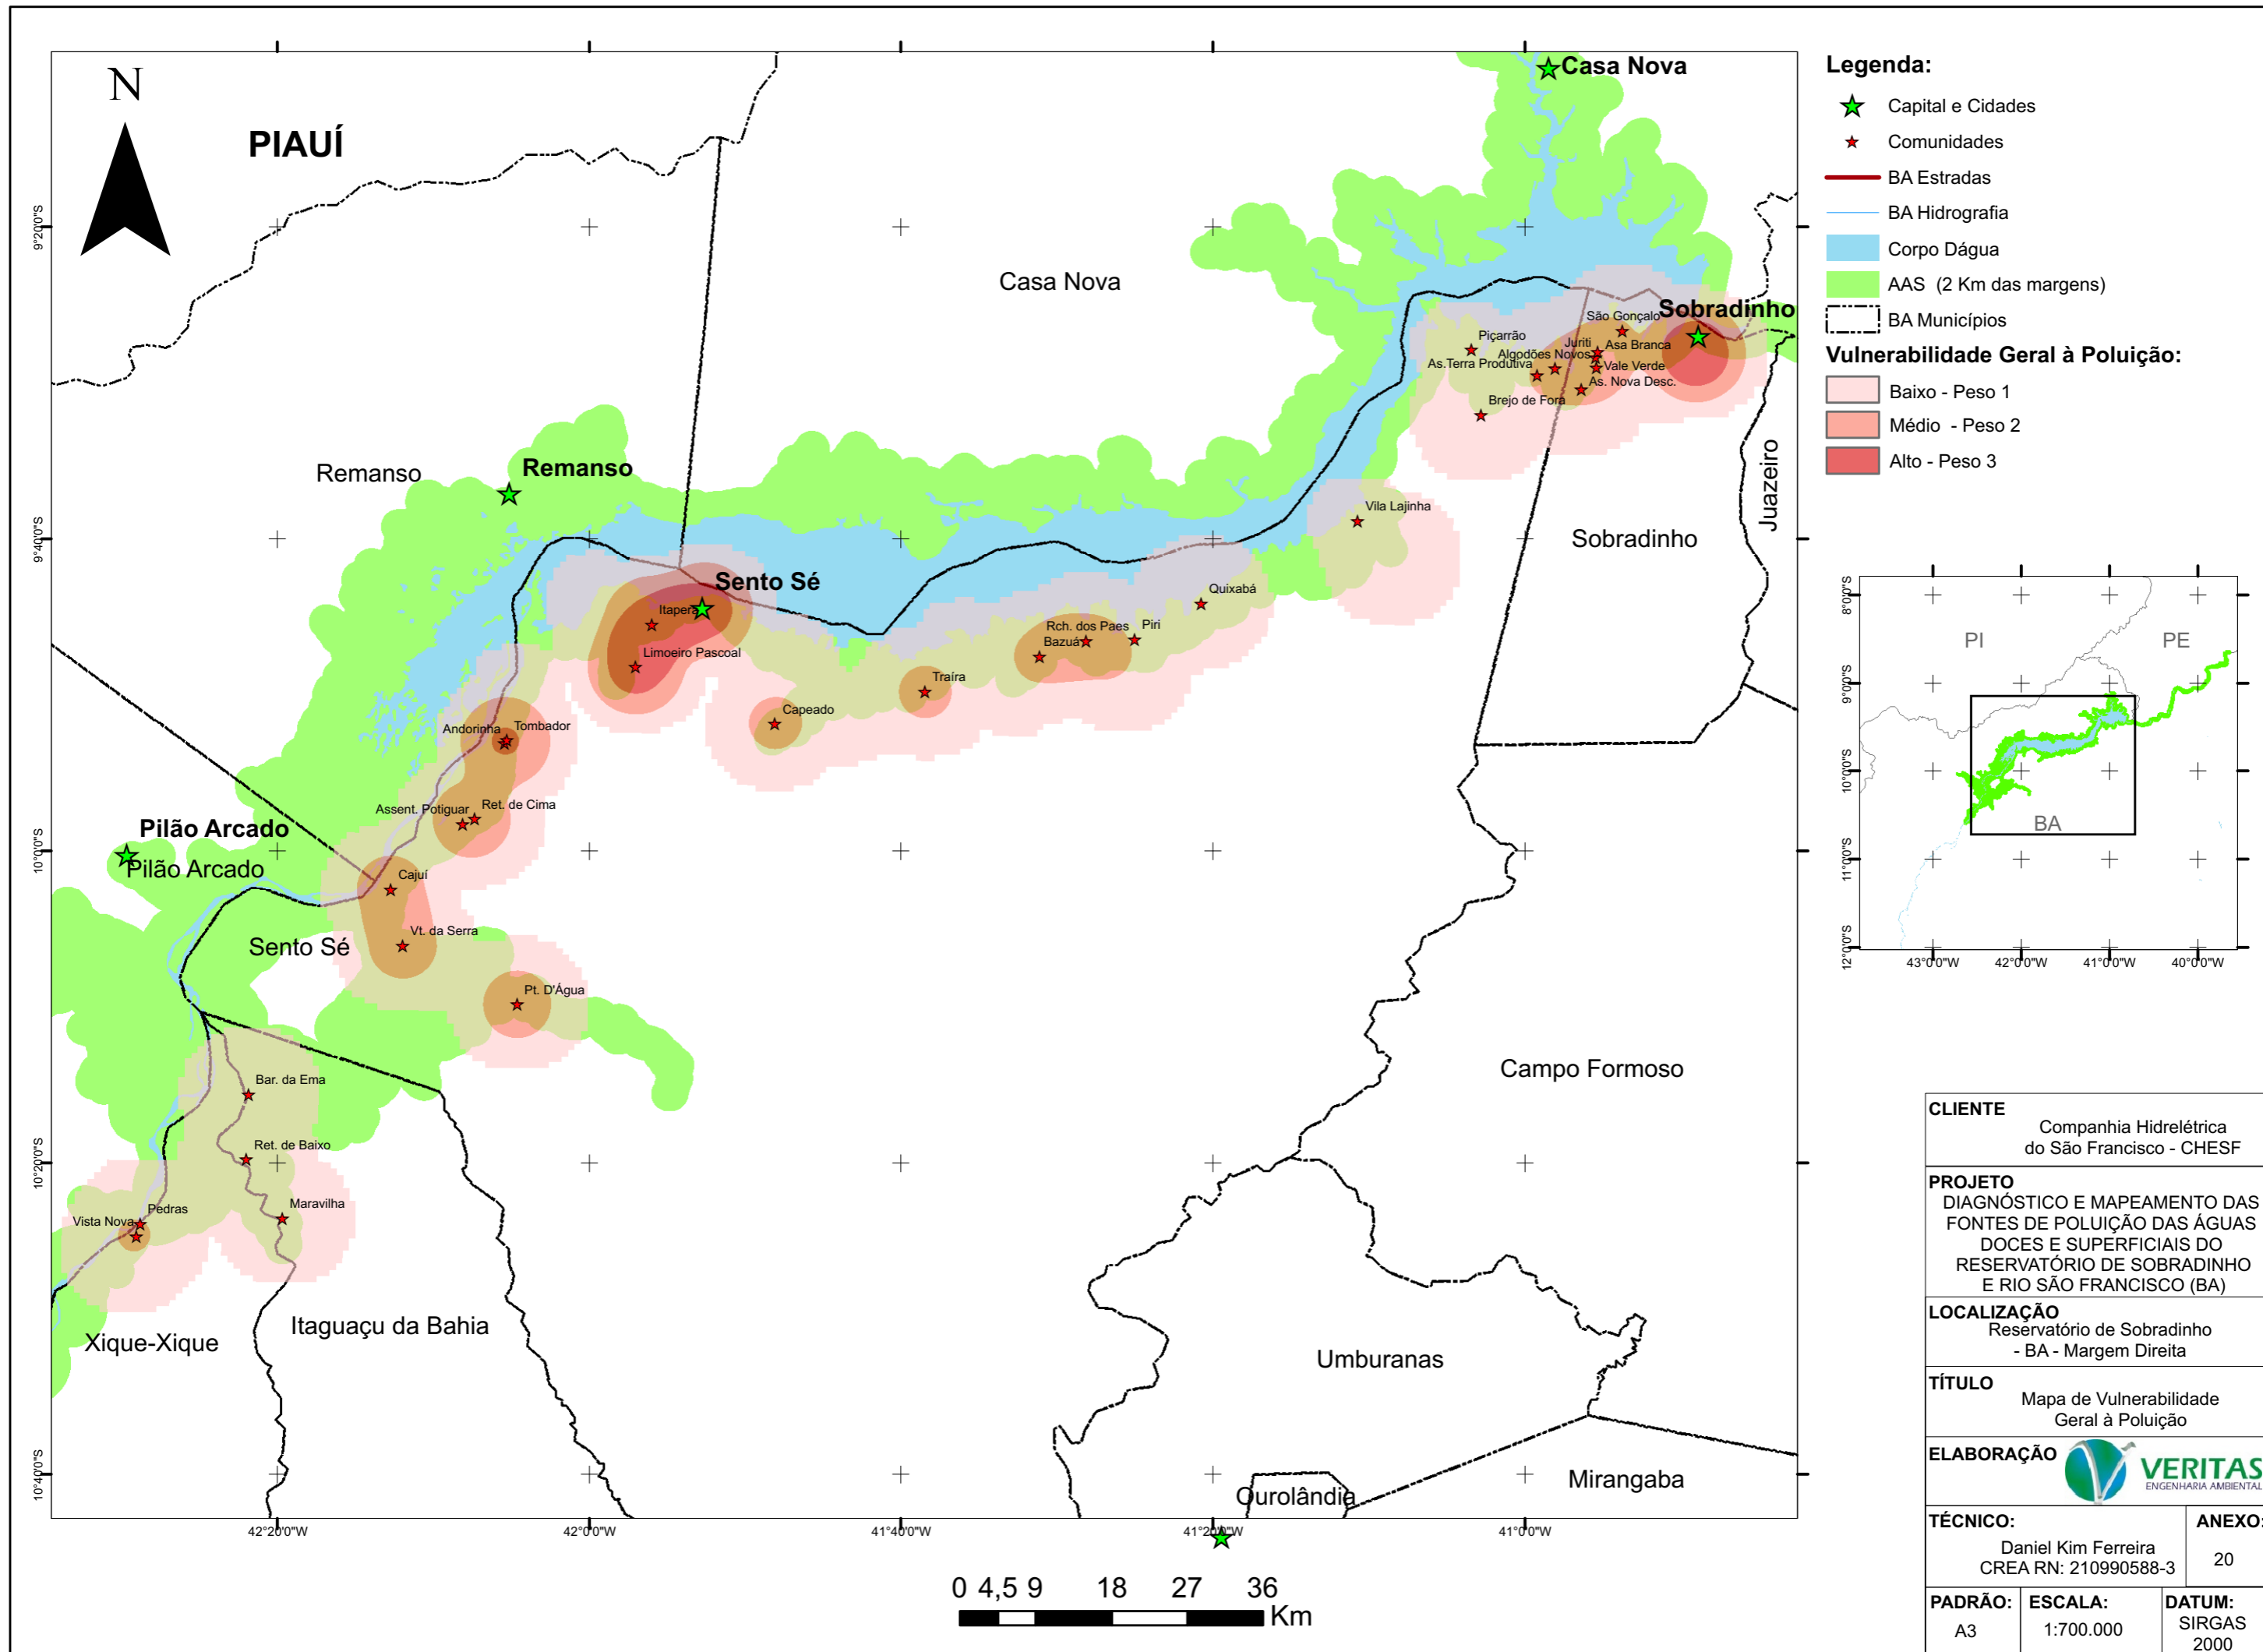 N
PIAUÍ
Casa Nova
Casa Nova
Sobradinho
São Gonçalo
Piçarrão
Juriti
Asa Branca
Algodões Novos
As.Terra Produtiva
Vale Verde
As. Nova Desc.
Brejo de Fora
Remanso
Remanso
Juazeiro
Vila Lajinha
Sobradinho
Sento Sé
Itapera
Quixabá
Rch. dos Paes
Piri
Bazuá
Limoeiro Pascoal
Traíra
Capeado
Andorinha
Tombador
Assent. Potiguar
Ret. de Cima
Pilão Arcado
Pilão Arcado
Cajuí
Vt. da Serra
Sento Sé
Pt. D'Água
Campo Formoso
Bar. da Ema
Ret. de Baixo
Maravilha
Pedras
Vista Nova
Xique-Xique
Itaguaçu da Bahia
Umburanas
Mirangaba
Ourolândia
9°20'0"S
9°40'0"S
10°0'0"S
10°20'0"S
10°40'0"S
42°20'0"W
42°0'0"W
41°40'0"W
41°20'0"W
41°0'0"W
0 4,5 9 18 27 36
Km
Legenda:
Capital e Cidades
Comunidades
BA Estradas
BA Hidrografia
Corpo Dágua
AAS (2 Km das margens)
BA Municípios
Vulnerabilidade Geral à Poluição:
Baixo - Peso 1
Médio - Peso 2
Alto - Peso 3
PI
PE
BA
8°0'0"S
9°0'0"S
10°0'0"S
11°0'0"S
12°0'0"S
43°0'0"W
42°0'0"W
41°0'0"W
40°0'0"W
CLIENTE
Companhia Hidrelétrica
do São Francisco - CHESF
PROJETO
DIAGNÓSTICO E MAPEAMENTO DAS
FONTES DE POLUIÇÃO DAS ÁGUAS
DOCES E SUPERFICIAIS DO
RESERVATÓRIO DE SOBRADINHO
E RIO SÃO FRANCISCO (BA)
LOCALIZAÇÃO
Reservatório de Sobradinho
- BA - Margem Direita
TÍTULO
Mapa de Vulnerabilidade
Geral à Poluição
ELABORAÇÃO
VERITAS
ENGENHARIA AMBIENTAL
TÉCNICO:
Daniel Kim Ferreira
CREA RN: 210990588-3
ANEXO:
20
PADRÃO:
A3
ESCALA:
1:700.000
DATUM:
SIRGAS
2000